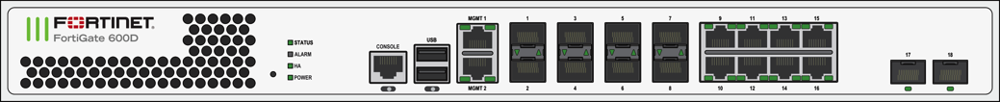 FORTINET
FortiGate 600D
STATUS
ALARM
HA
POWER
CONSOLE
USB
MGMT 1
MGMT 2
1 3 5 7
2 4 6 8
9 11 13 15
10 12 14 16
17 18